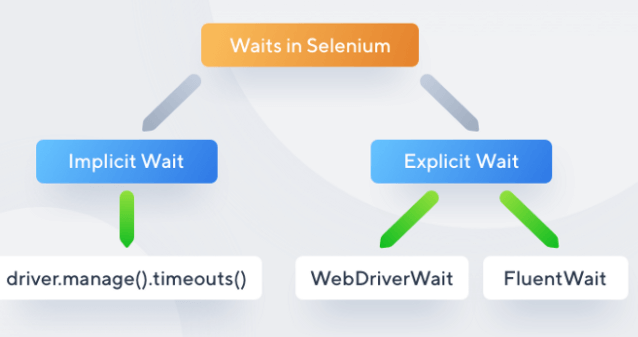 Waits in Selenium
Implicit Wait
Explicit Wait
driver.manage().timeouts()
WebDriverWait
FluentWait